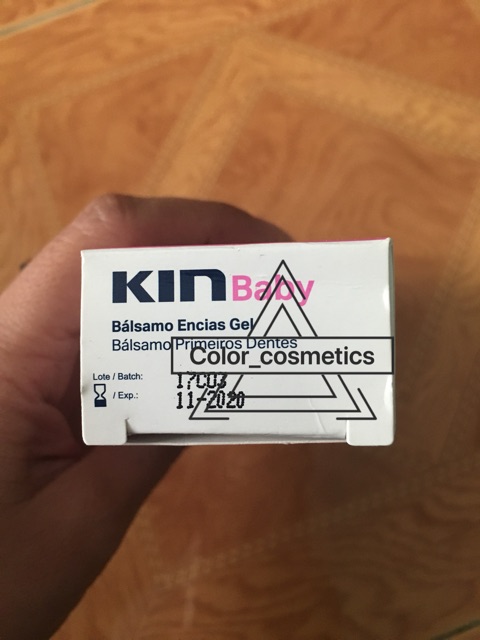 KIN Baby
Bálsamo Encias Gel
Bálsamo Primeiros Dentes
Color_cosmetics
Lote / Batch: 17C03
/ Exp.: 11-2020